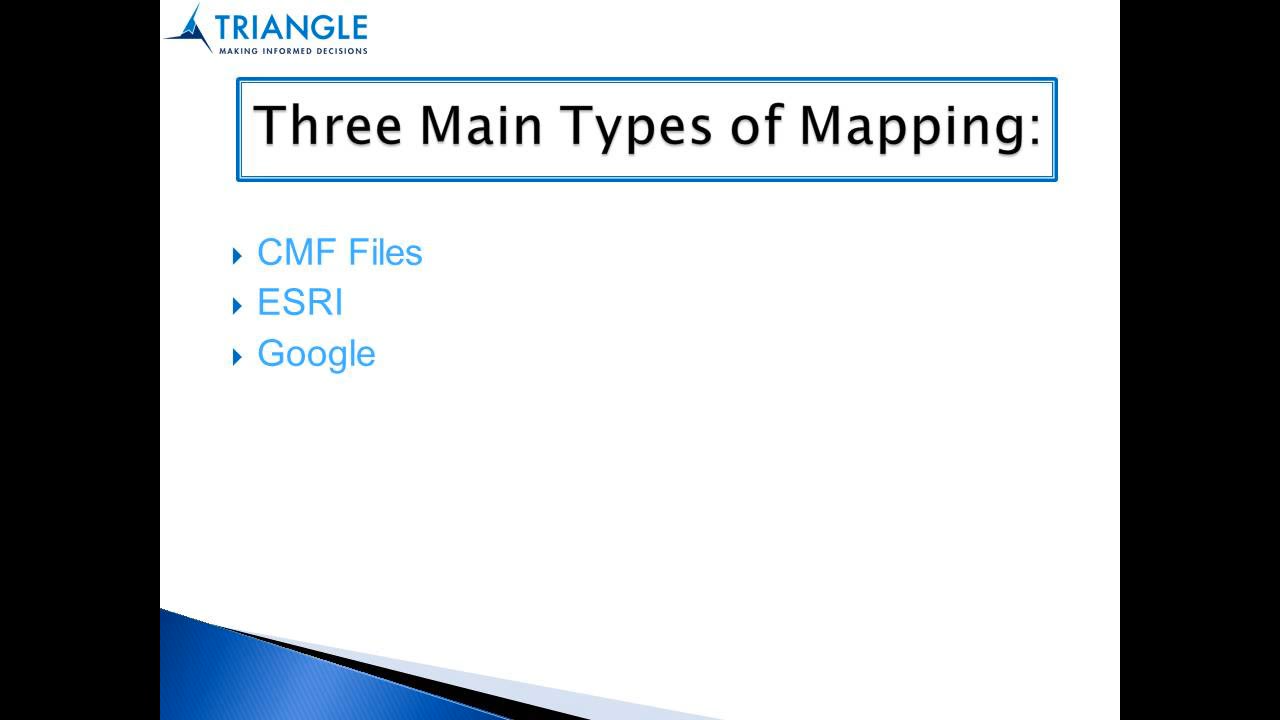 TRIANGLE
MAKING INFORMED DECISIONS
Three Main Types of Mapping:
CMF Files
ESRI
Google